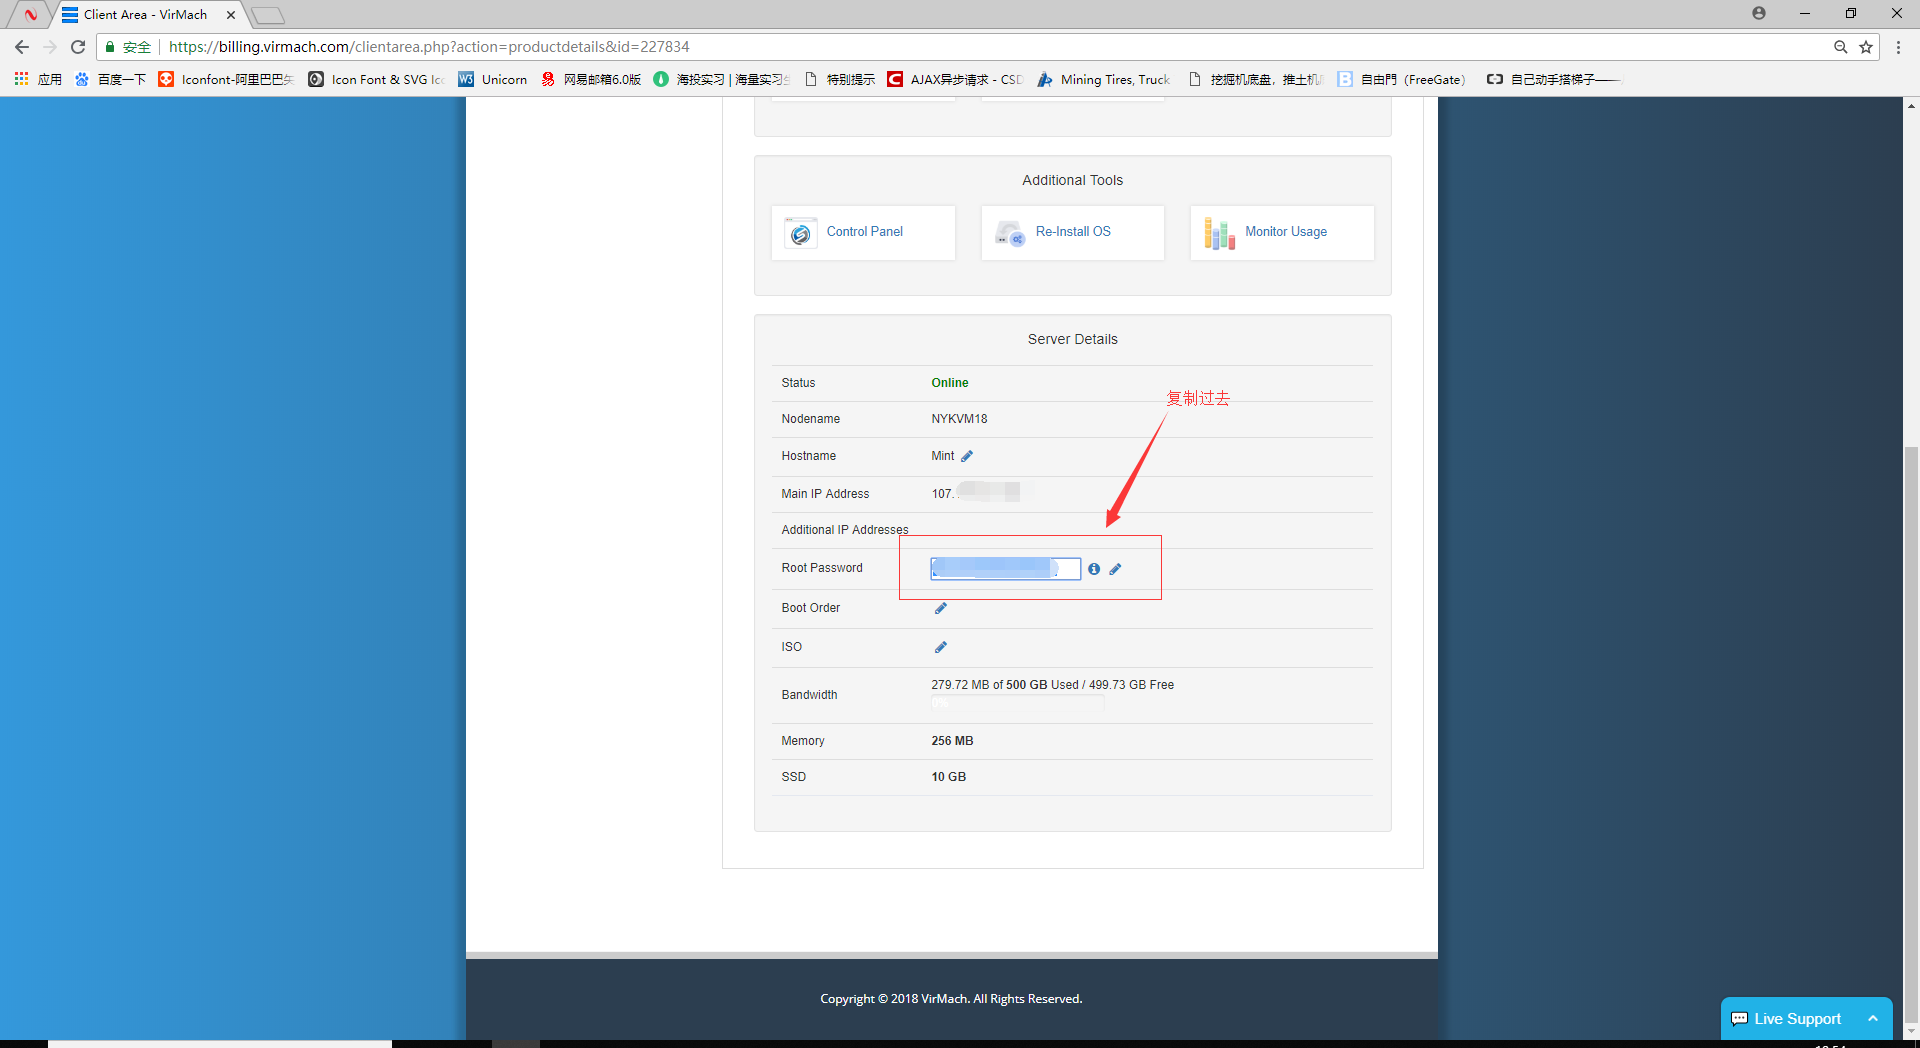 Client Area - VirMach
安全 https://billing.virmach.com/clientarea.php?action=productdetails&id=227834
应用 百度一下 Iconfont-阿里巴巴矢 Icon Font & SVG Ic Unicorn 网易邮箱6.0版 海投实习 | 海量实习 特别提示 AJAX异步请求 - CSD Mining Tires, Truck 挖掘机底盘，推土机 自由門（FreeGate） 自己动手搭梯子——
Additional Tools
Control Panel Re-Install OS Monitor Usage
Server Details
Status Online
复制过去
Nodename NYKVM18
Hostname Mint
Main IP Address 107.
Additional IP Addresses
Root Password
Boot Order
ISO
Bandwidth 279.72 MB of 500 GB Used / 499.73 GB Free
0%
Memory 256 MB
SSD 10 GB
Copyright © 2018 VirMach. All Rights Reserved.
Live Support